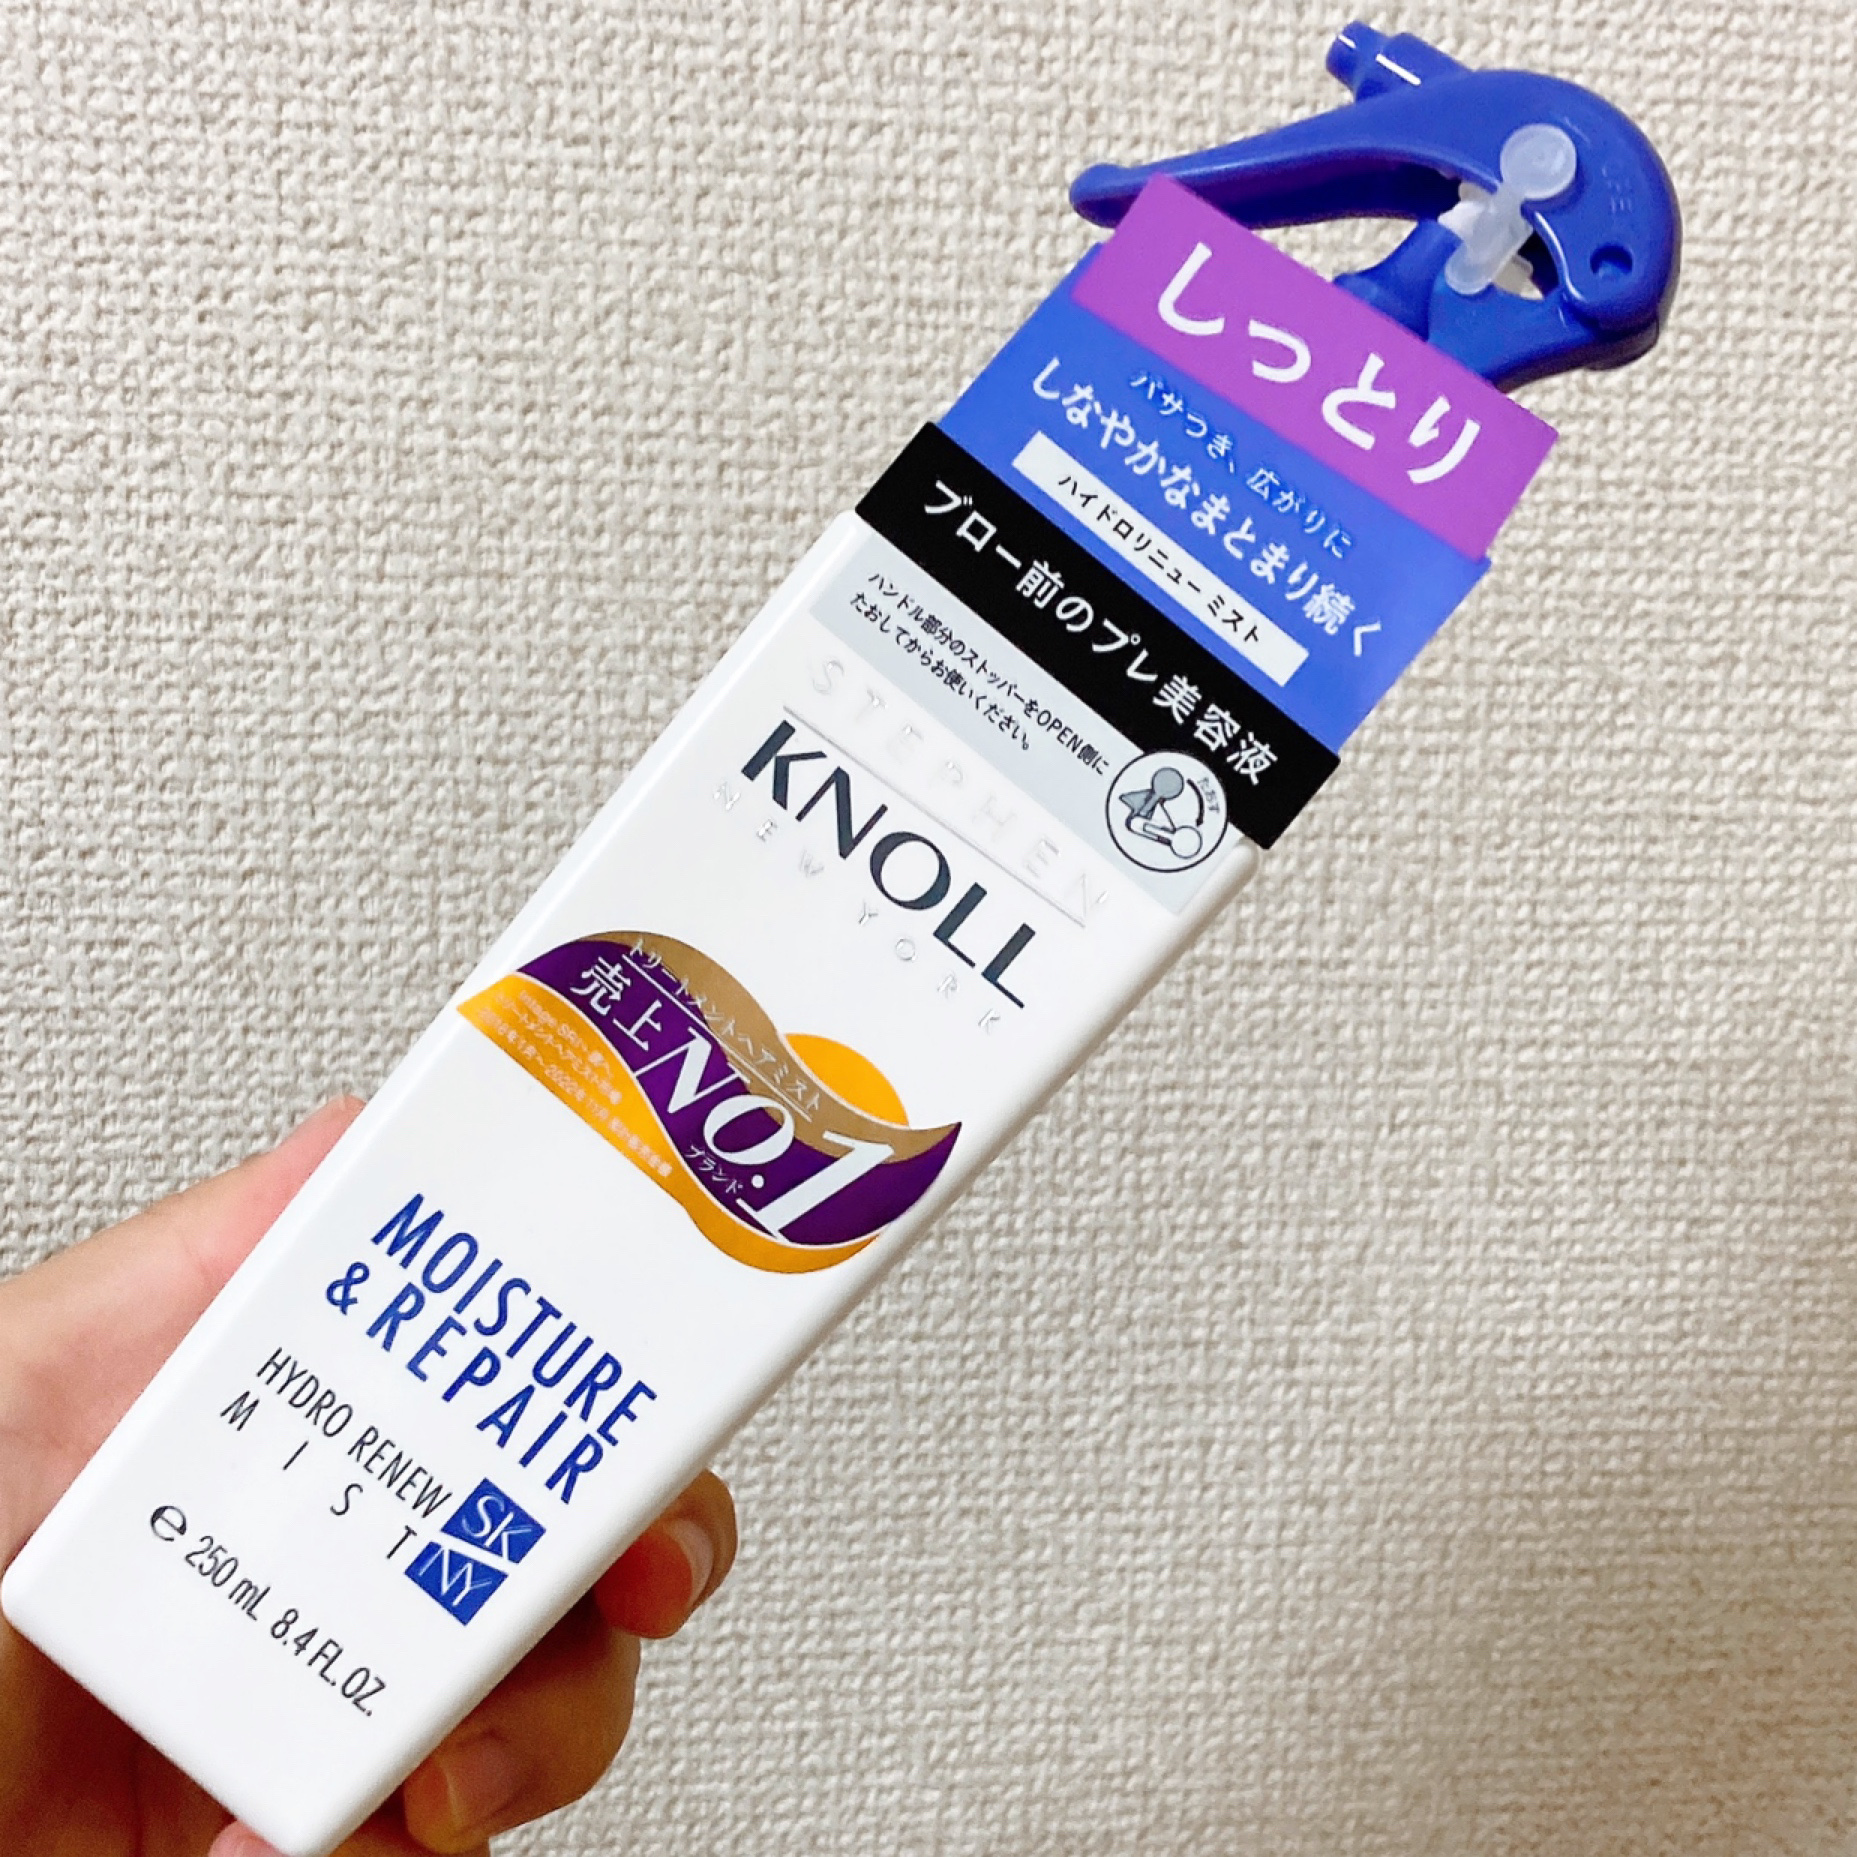 しっとり
パサつき、広がりに
しなやかなまとまり続く
ハイドロリニュー ミスト
ブロー前のプレ美容液
ハンドル部分のストッパーをOPEN側に
たおしてからお使いください。
たおす
STEPHEN
KNOLL
NEW YORK
トリートメントヘアミスト
売上NO.1
ブランド
MOISTURE
& REPAIR
HYDRO RENEW
MIST
SK
NY
℮ 250 mL 8.4 FL.OZ.